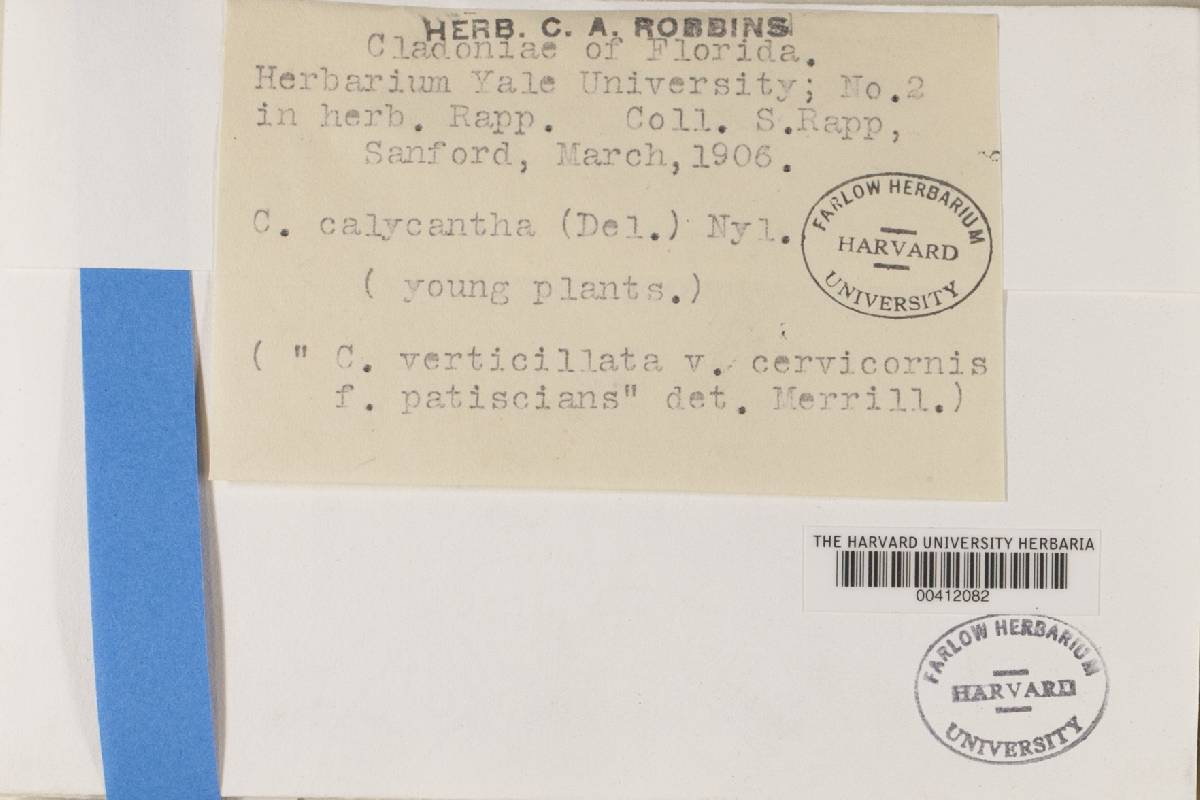 HERB. C. A. ROBBINS
Cladoniae of Florida.
Herbarium Yale University; No.2
in herb. Rapp. Coll. S.Rapp,
Sanford, March, 1906.
C. calycantha (Del.) Nyl.
( young plants.)
( " C. verticillata v. cervicornis
f. patiscians" det. Merrill.)
FARLOW HERBARIUM
HARVARD
UNIVERSITY
THE HARVARD UNIVERSITY HERBARIA
00412082
FARLOW HERBARIUM
HARVARD
UNIVERSITY